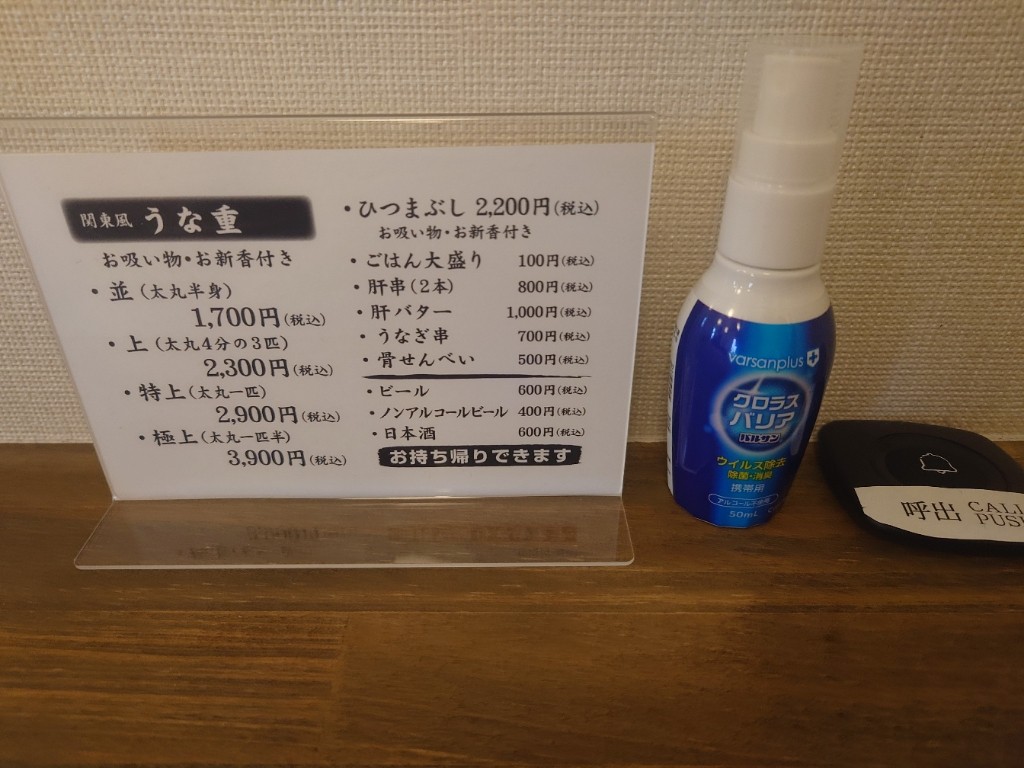 関東風 うな重
お吸い物・お新香付き
・並(太丸半身)
1,700円(税込)
・上(太丸4分の3匹)
2,300円(税込)
・特上(太丸一匹)
2,900円(税込)
・極上(太丸一匹半)
3,900円(税込)
・ひつまぶし 2,200円(税込)
お吸い物・お新香付き
・ごはん大盛り 100円(税込)
・肝串(2本) 800円(税込)
・肝バター 1,000円(税込)
・うなぎ串 700円(税込)
・骨せんべい 500円(税込)
・ビール 600円(税込)
・ノンアルコールビール 400円(税込)
・日本酒 600円(税込)
お持ち帰りできます
varsanplus
クロラス
バリア
バルサン
ウイルス除去
除菌・消臭
携帯用
アルコール不使用
50mL
呼出 CALL
PUSH